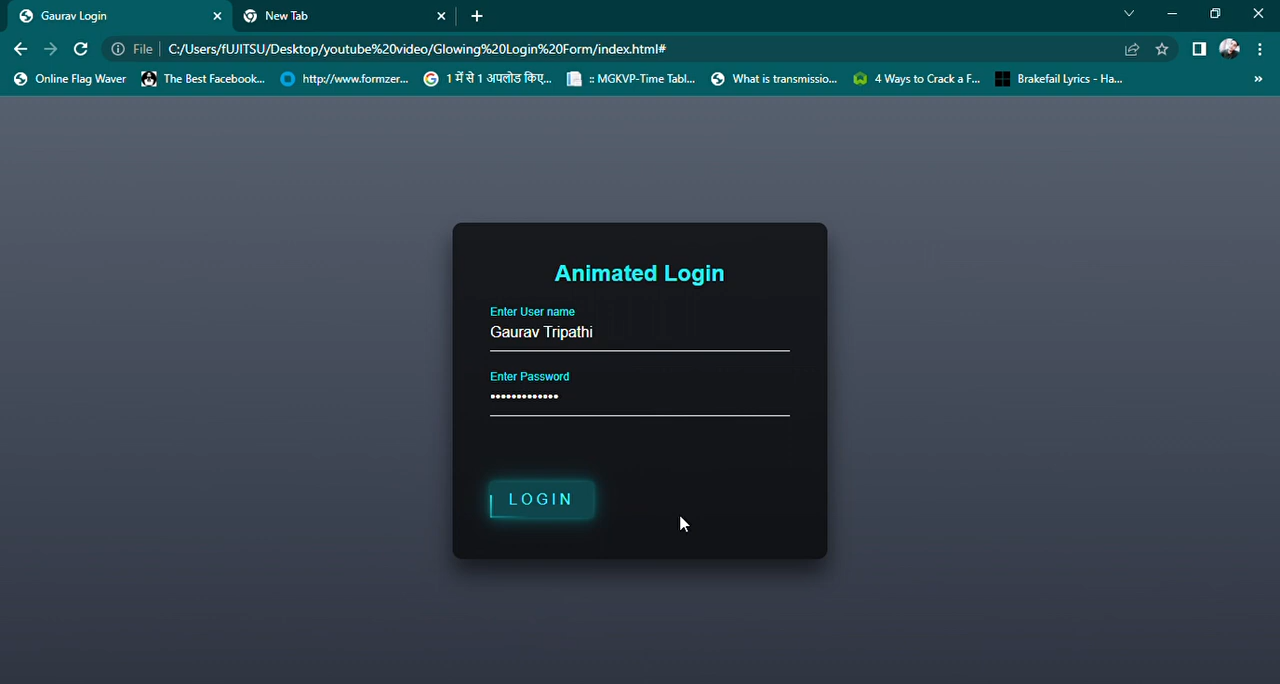 Gaurav Login
New Tab
File
C:/Users/fUJITSU/Desktop/youtube%20video/Glowing%20Login%20Form/index.html#
Online Flag Waver
The Best Facebook...
http://www.formzer...
1 में से 1 अपलोड किए...
:: MGKVP-Time Tabl...
What is transmissio...
4 Ways to Crack a F...
Brakefail Lyrics - Ha...
Animated Login
Enter User name
Gaurav Tripathi
Enter Password
•••••••••••••
LOGIN